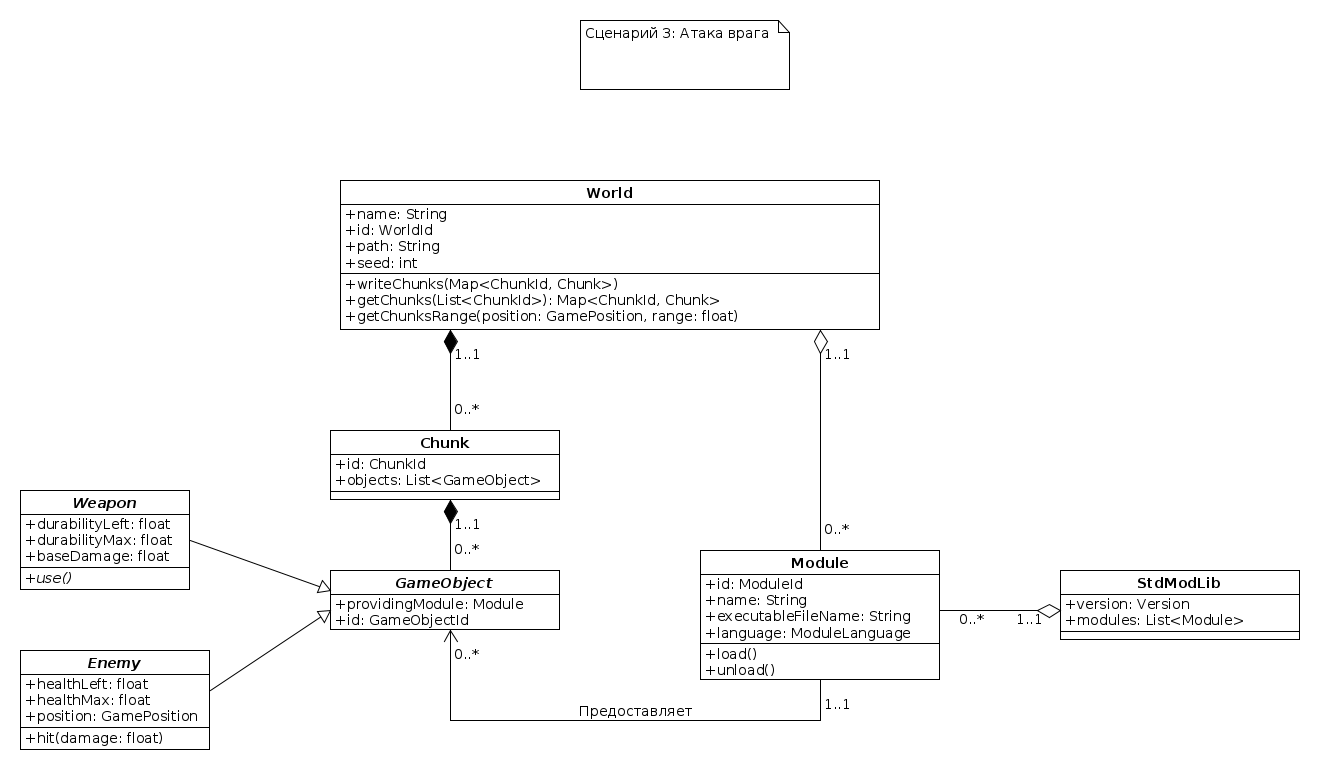 Сценарий 3: Атака врага
World
+name: String
+id: WorldId
+path: String
+seed: int
+writeChunks(Map<ChunkId, Chunk>)
+getChunks(List<ChunkId>): Map<ChunkId, Chunk>
+getChunksRange(position: GamePosition, range: float)
1..1
1..1
0..*
Chunk
+id: ChunkId
+objects: List<GameObject>
1..1
0..*
0..*
Weapon
+durabilityLeft: float
+durabilityMax: float
+baseDamage: float
+use()
GameObject
+providingModule: Module
+id: GameObjectId
0..*
Module
+id: ModuleId
+name: String
+executableFileName: String
+language: ModuleLanguage
+load()
+unload()
0..*
1..1
StdModLib
+version: Version
+modules: List<Module>
Enemy
+healthLeft: float
+healthMax: float
+position: GamePosition
+hit(damage: float)
Предоставляет
1..1